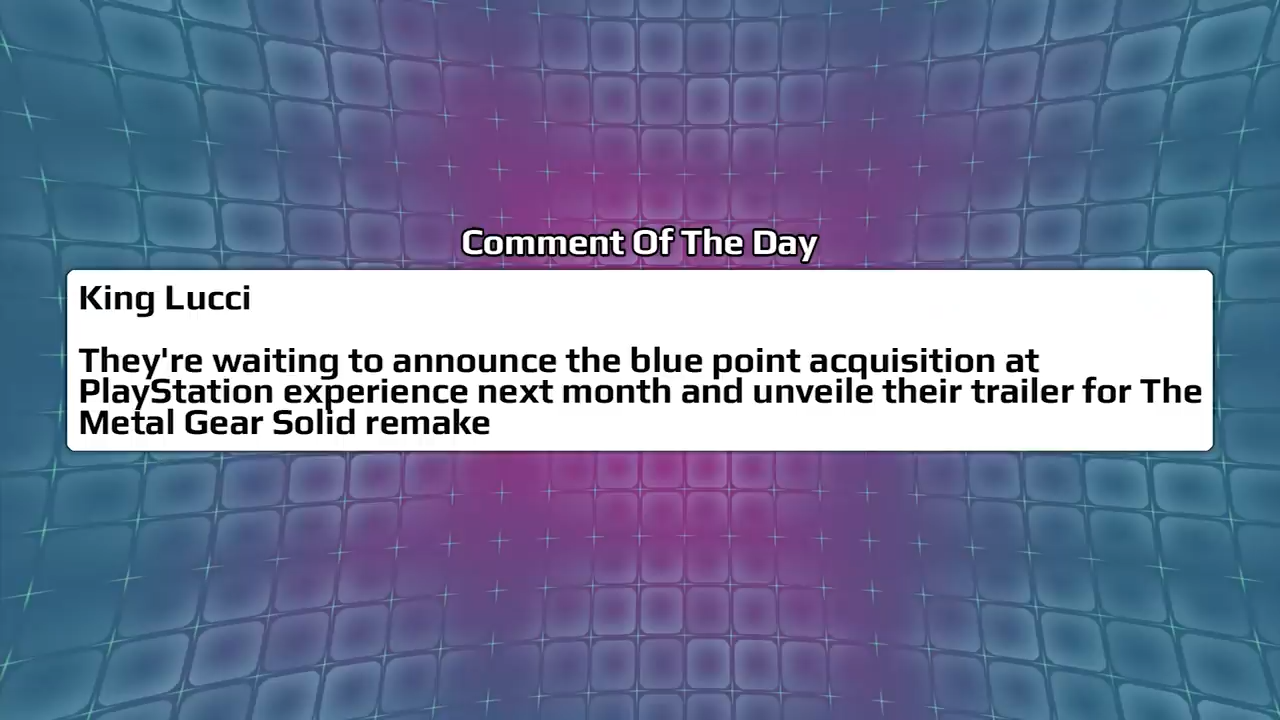 Comment Of The Day
King Lucci
They're waiting to announce the blue point acquisition at
PlayStation experience next month and unveile their trailer for The
Metal Gear Solid remake